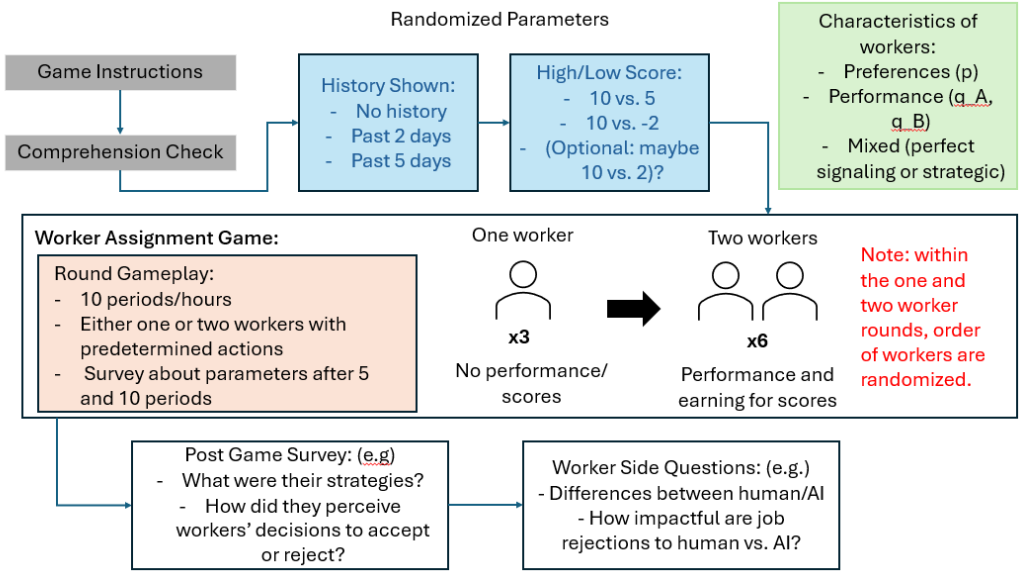 Randomized Parameters
Game Instructions
Comprehension Check
History Shown:
- No history
- Past 2 days
- Past 5 days
High/Low Score:
- 10 vs. 5
- 10 vs. -2
- (Optional: maybe
10 vs. 2)?
Characteristics of
workers:
- Preferences (p)
- Performance (q_A,
q_B)
- Mixed (perfect
signaling or strategic)
Worker Assignment Game:
Round Gameplay:
- 10 periods/hours
- Either one or two workers with
predetermined actions
- Survey about parameters after 5
and 10 periods
One worker
x3
No performance/
scores
Two workers
x6
Performance and
earning for scores
Note: within
the one and
two worker
rounds, order
of workers are
randomized.
Post Game Survey: (e.g)
- What were their strategies?
- How did they perceive
workers' decisions to accept
or reject?
Worker Side Questions: (e.g.)
- Differences between human/AI
- How impactful are job
rejections to human vs. AI?